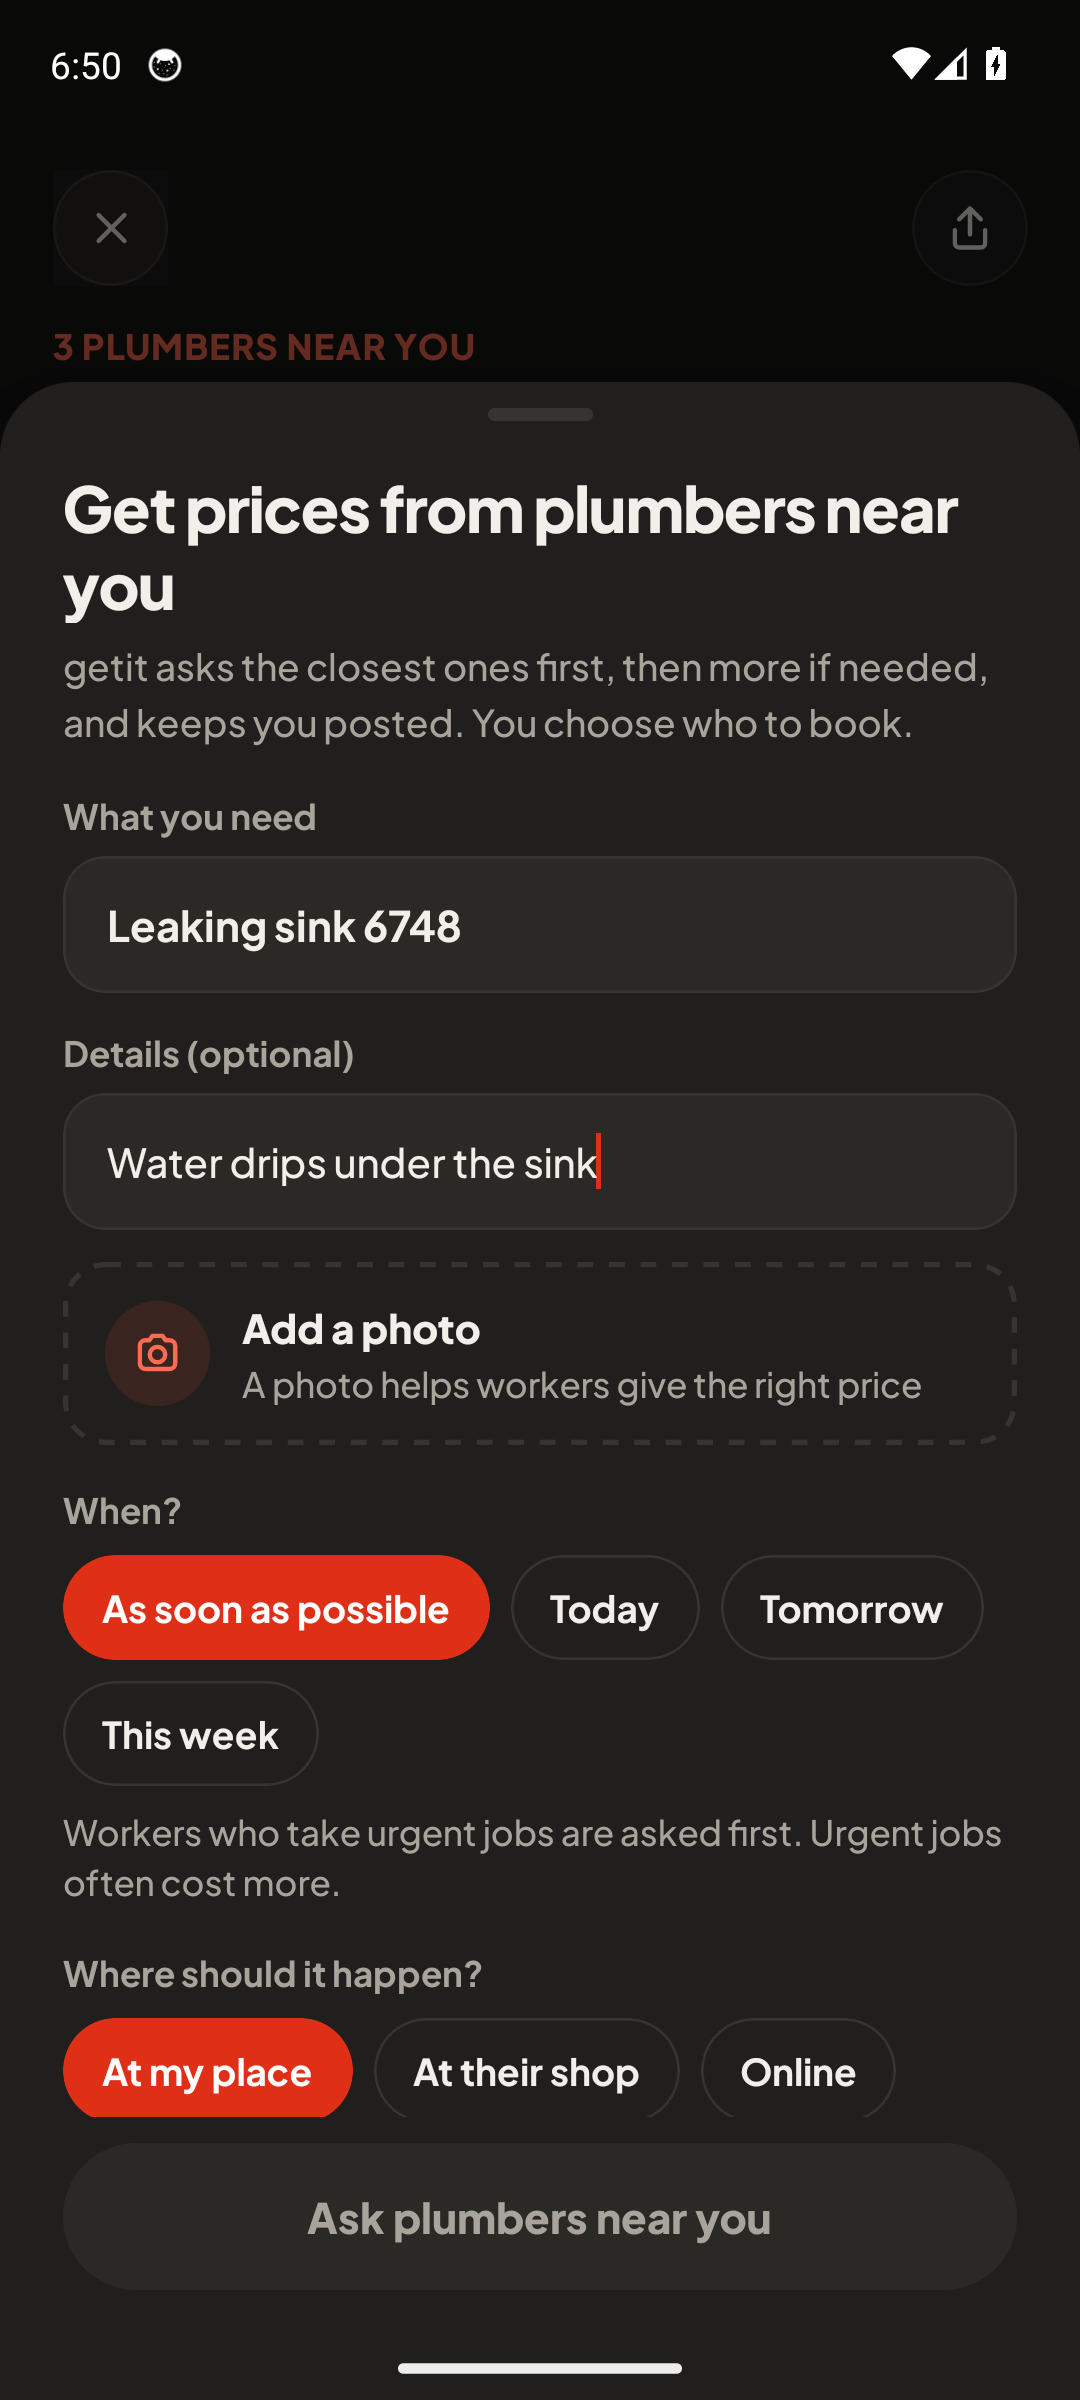 6:50
3 PLUMBERS NEAR YOU
Get prices from plumbers near
you
getit asks the closest ones first, then more if needed,
and keeps you posted. You choose who to book.
What you need
Leaking sink 6748
Details (optional)
Water drips under the sink
Add a photo
A photo helps workers give the right price
When?
As soon as possible
Today
Tomorrow
This week
Workers who take urgent jobs are asked first. Urgent jobs
often cost more.
Where should it happen?
At my place
At their shop
Online
Ask plumbers near you